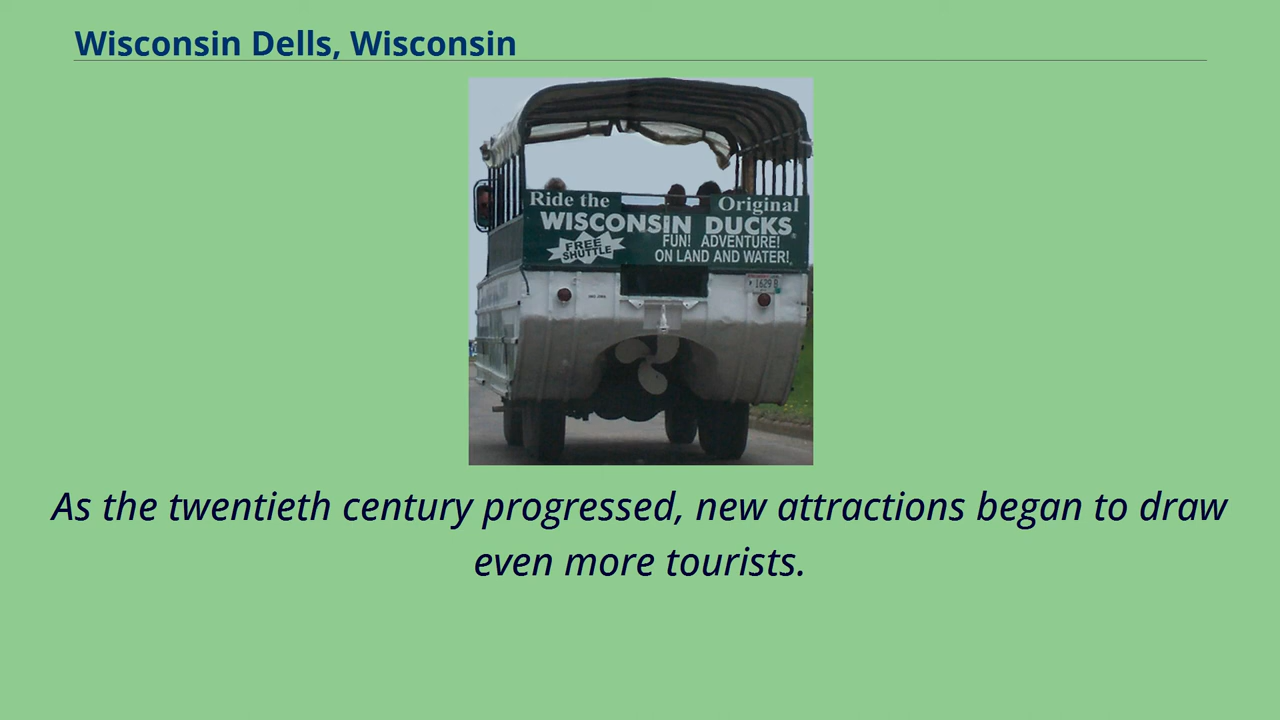 Wisconsin Dells, Wisconsin
Ride the Original
WISCONSIN DUCKS
FREE SHUTTLE
FUN! ADVENTURE!
ON LAND AND WATER!
1629 B
As the twentieth century progressed, new attractions began to draw
even more tourists.